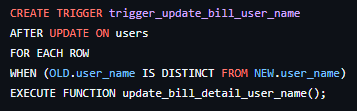 CREATE TRIGGER trigger_update_bill_user_name
AFTER UPDATE ON users
FOR EACH ROW
WHEN (OLD.user_name IS DISTINCT FROM NEW.user_name)
EXECUTE FUNCTION update_bill_detail_user_name();